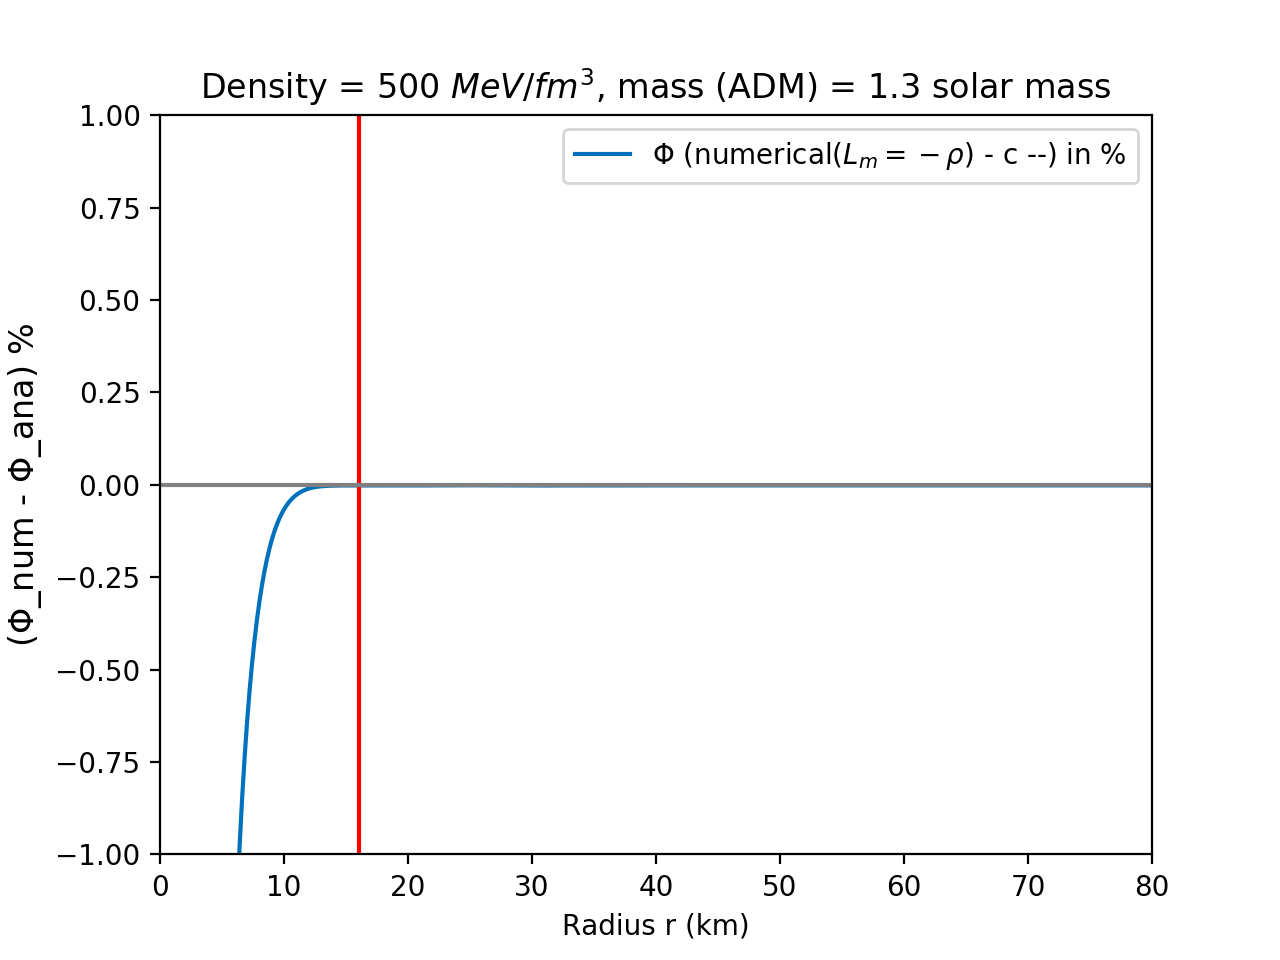 Density = 500 MeV/fm³, mass (ADM) = 1.3 solar mass
Φ (numerical(L_m = −ρ) - c --) in %
(Φ_num - Φ_ana) %
1.00
0.75
0.50
0.25
0.00
−0.25
−0.50
−0.75
−1.00
0 10 20 30 40 50 60 70 80
Radius r (km)